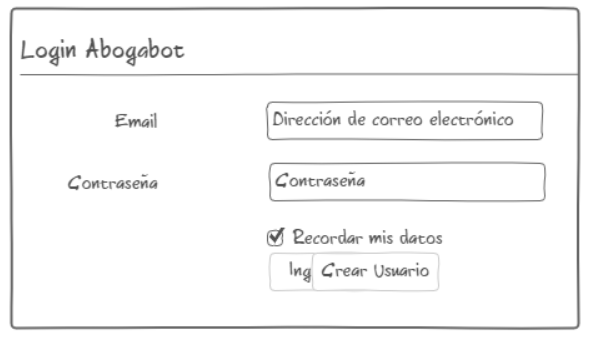 Login Abogabot
Email
Dirección de correo electrónico
Contraseña
Contraseña
Recordar mis datos
Ing
Crear Usuario